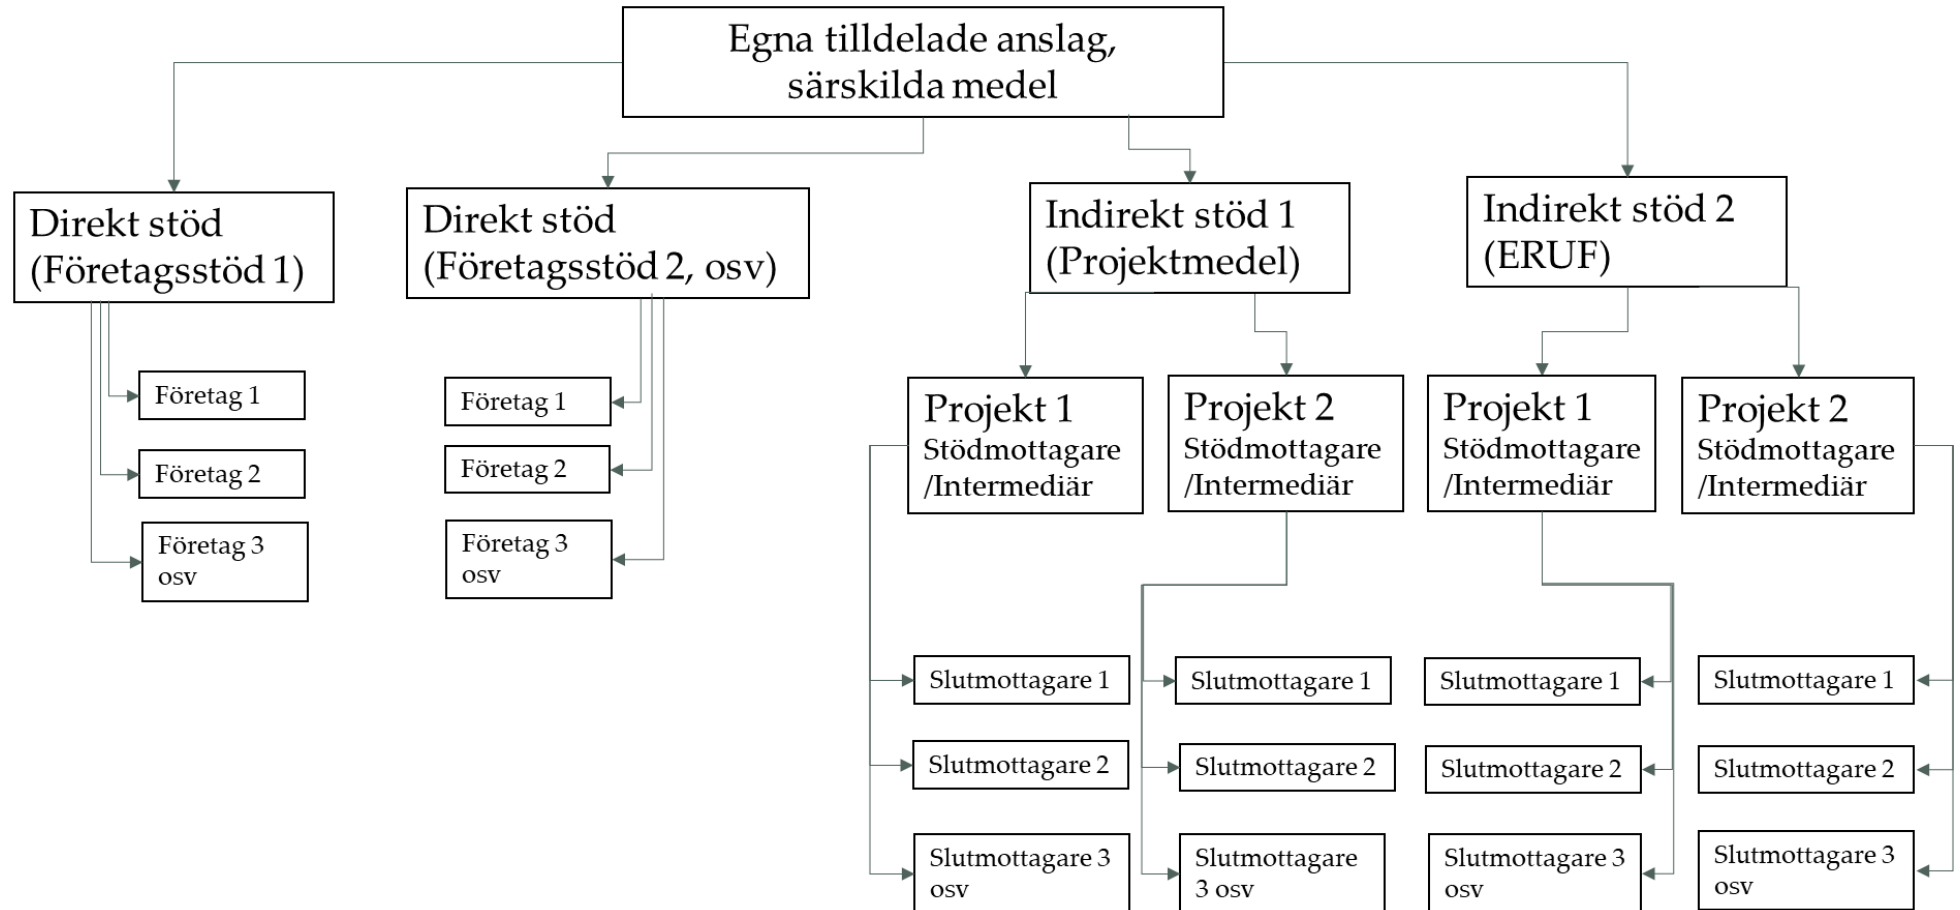 Egna tilldelade anslag,
särskilda medel
Direkt stöd
(Företagsstöd 1)
Direkt stöd
(Företagsstöd 2, osv)
Indirekt stöd 1
(Projektmedel)
Indirekt stöd 2
(ERUF)
Företag 1
Företag 2
Företag 3
osv
Företag 1
Företag 2
Företag 3
osv
Projekt 1
Stödmottagare
/Intermediär
Projekt 2
Stödmottagare
/Intermediär
Projekt 1
Stödmottagare
/Intermediär
Projekt 2
Stödmottagare
/Intermediär
Slutmottagare 1
Slutmottagare 2
Slutmottagare 3
osv
Slutmottagare 1
Slutmottagare 2
Slutmottagare
3 osv
Slutmottagare 1
Slutmottagare 2
Slutmottagare 3
osv
Slutmottagare 1
Slutmottagare 2
Slutmottagare 3
osv